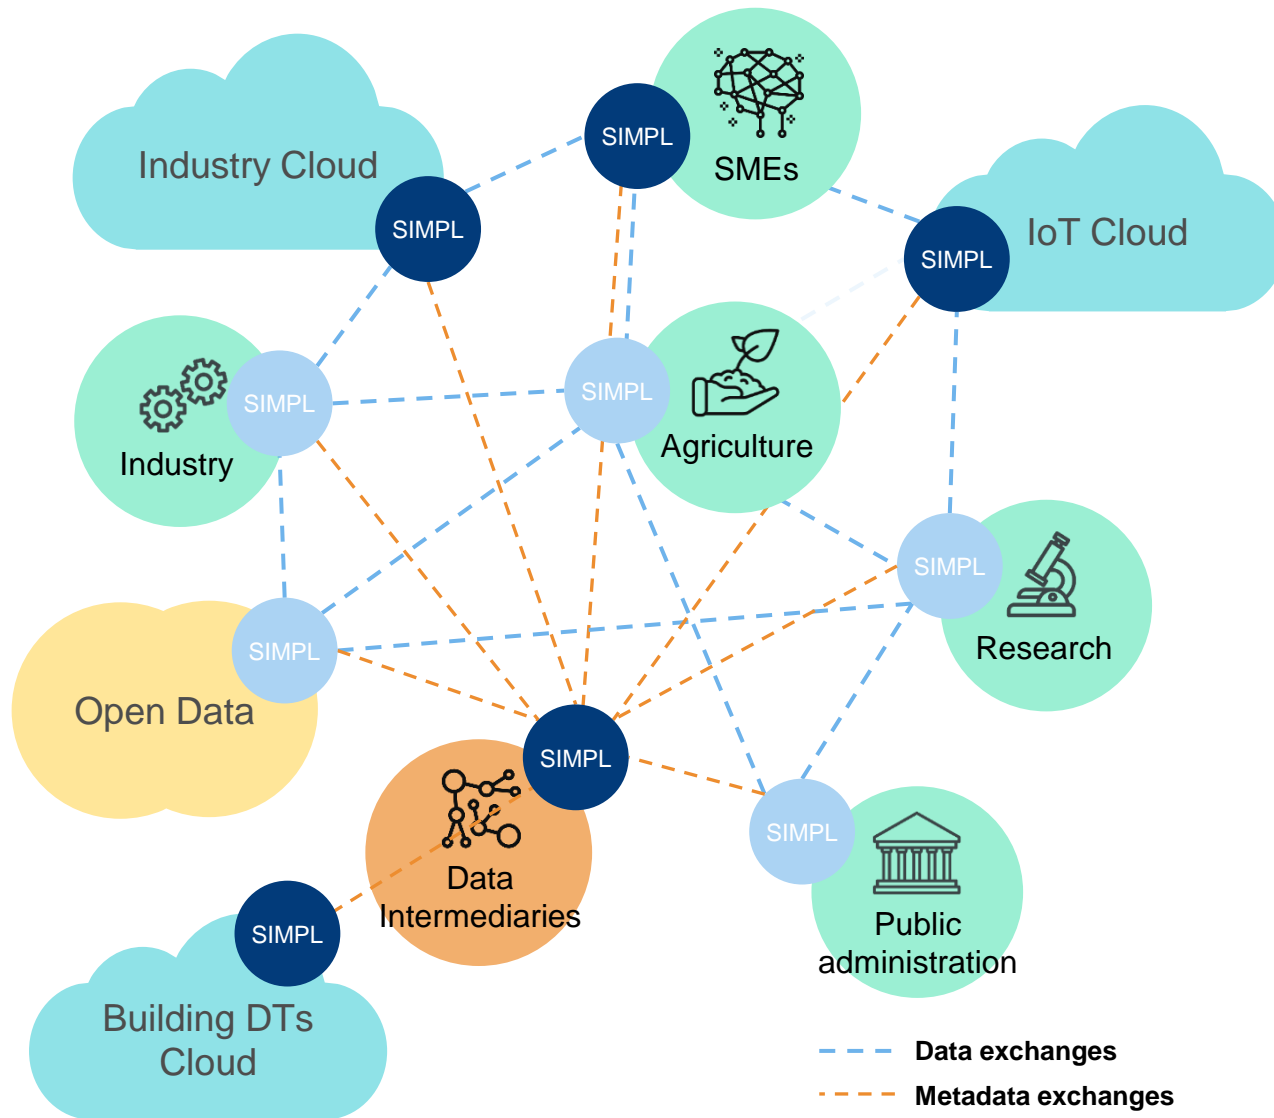 SIMPL
SMEs
Industry Cloud
SIMPL
IoT Cloud
SIMPL
SIMPL
Industry
SIMPL
Agriculture
SIMPL
Research
SIMPL
Open Data
SIMPL
Data
Intermediaries
SIMPL
Public
administration
SIMPL
Building DTs
Cloud
Data exchanges
Metadata exchanges